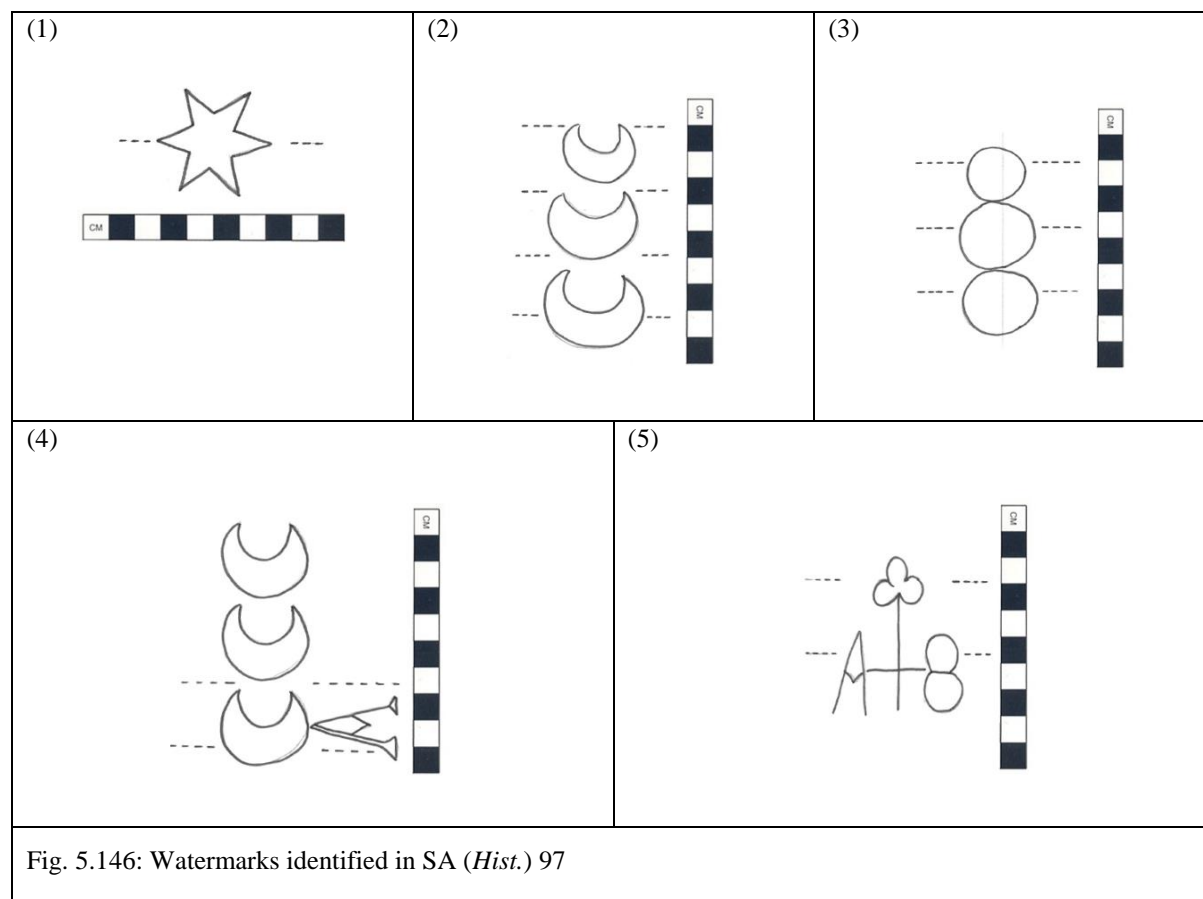 (1)
(2)
(3)
CM
CM
CM
(4)
(5)
CM
CM
A
A 8
Fig. 5.146: Watermarks identified in SA (Hist.) 97